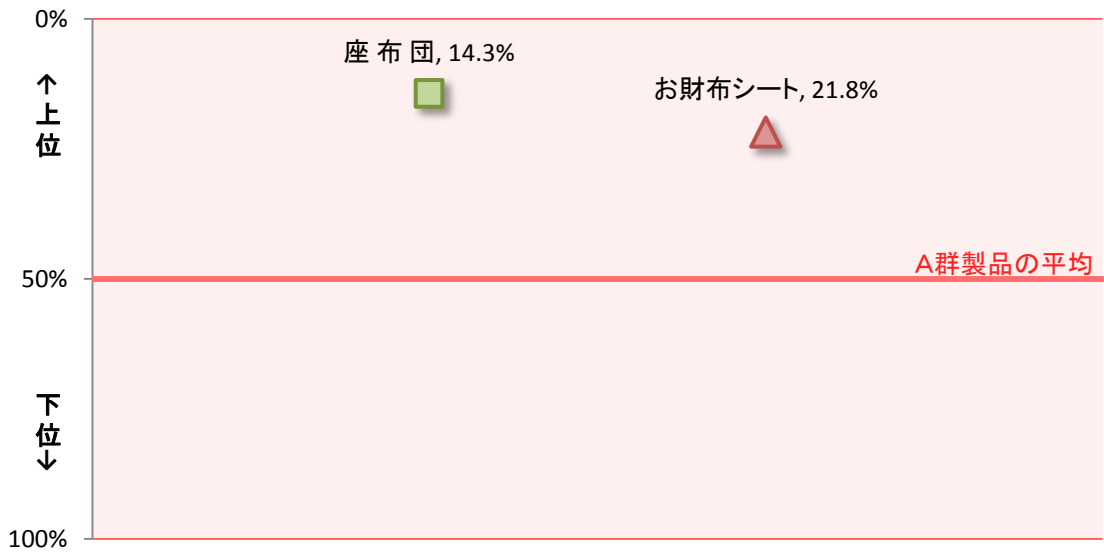 0%
座 布 団, 14.3%
お財布シート, 21.8%
↑上位
A群製品の平均
50%
下位↓
100%